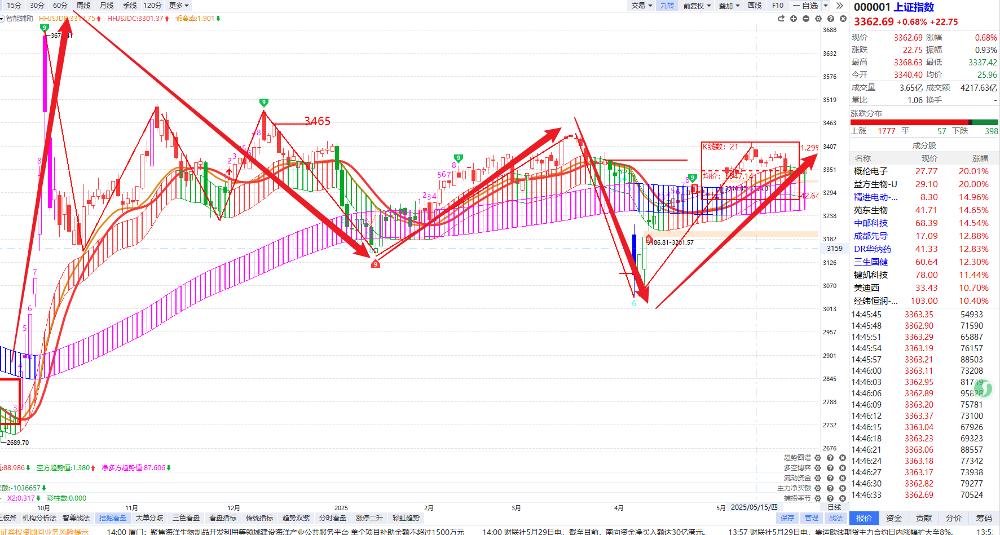 15分 30分 60分 周线 月线 季线 120分 更多
交易 九转 前复权 叠加 画线 F10 自选
智能辅助 HHJSJDB:3317.75 HHJSJDC:3301.37 乖离率:1.901
000001 上证指数
3362.69 +0.68% +22.75
现价 3362.69 涨幅 0.68%
涨跌 22.75 振幅 0.93%
最高 3368.63 最低 3337.42
今开 3340.40 均价 25.96
成交量 3.65亿 成交额 4217.63亿
量比 1.06 换手 -
涨跌分布
上涨 1777 平 57 下跌 398
成分股
名称 现价 涨幅
概伦电子 27.77 20.01%
益方生物-U 29.10 20.00%
精进电动-... 8.30 14.96%
苑东生物 41.71 14.65%
中邮科技 68.39 14.54%
成都先导 17.09 12.88%
DR华纳药 41.33 12.83%
三生国健 60.64 12.30%
键凯科技 78.00 11.44%
美迪西 33.43 10.70%
经纬恒润-... 103.00 10.40%
14:45:45 3363.35 54933
14:45:48 3362.90 71590
14:45:51 3363.29 65887
14:45:54 3363.19 76157
14:45:57 3363.21 88503
14:46:00 3363.11 73208
14:46:03 3362.95 81749
14:46:06 3362.89 95828
14:46:09 3363.20 75781
14:46:12 3363.37 73100
14:46:15 3363.04 67926
14:46:18 3363.23 69323
14:46:21 3363.06 88557
14:46:24 3363.18 77342
14:46:27 3363.17 73938
14:46:30 3362.82 79277
14:46:33 3362.69 70524
报价 资金 贡献 分价 筹码
3688
3632
3576
3519
3463
3407
3351
3294
3238
3182
3159
3126
3070
3013
2957
2901
2845
2788
2732
2676
9
8
7
6
5
4
3
2689.70
9
3465
8
2
3
5
6
9
9
8
567
1
234
K线数: 21
均价: 3347.14
1.29%
42.64
9
8
7
9
3186.81-3201.57
6
趋势图谱
多空博弈
流动资金
主力净买额
捕捞季节
:88.986 空方趋势值:1.380 净多方趋势值:87.606
额:-1036657
X2:0.317 彩柱数:0.000
10月 11月 12月 2025 2月 3月 4月 5月 2025/05/15/四 日线
板斧 机构分析法 智尊战法 挖掘看盘 大单分歧 三色看盘 看盘指标 传统指标 趋势双紫 分时看盘 涨停二升 彩虹趋势 保存 管理 战法
证券投资顾问业务风险提示 14:00 厦门：聚焦海洋生物制品开发利用等领域建设海洋产业公共服务平台 单个项目补助金额不超过1500万元 14:00 财联社5月29日电，截至目前，南向资金净买入额达30亿港元。 13:57 财联社5月29日电，集运欧线期货主力合约日内涨幅扩大至8%。